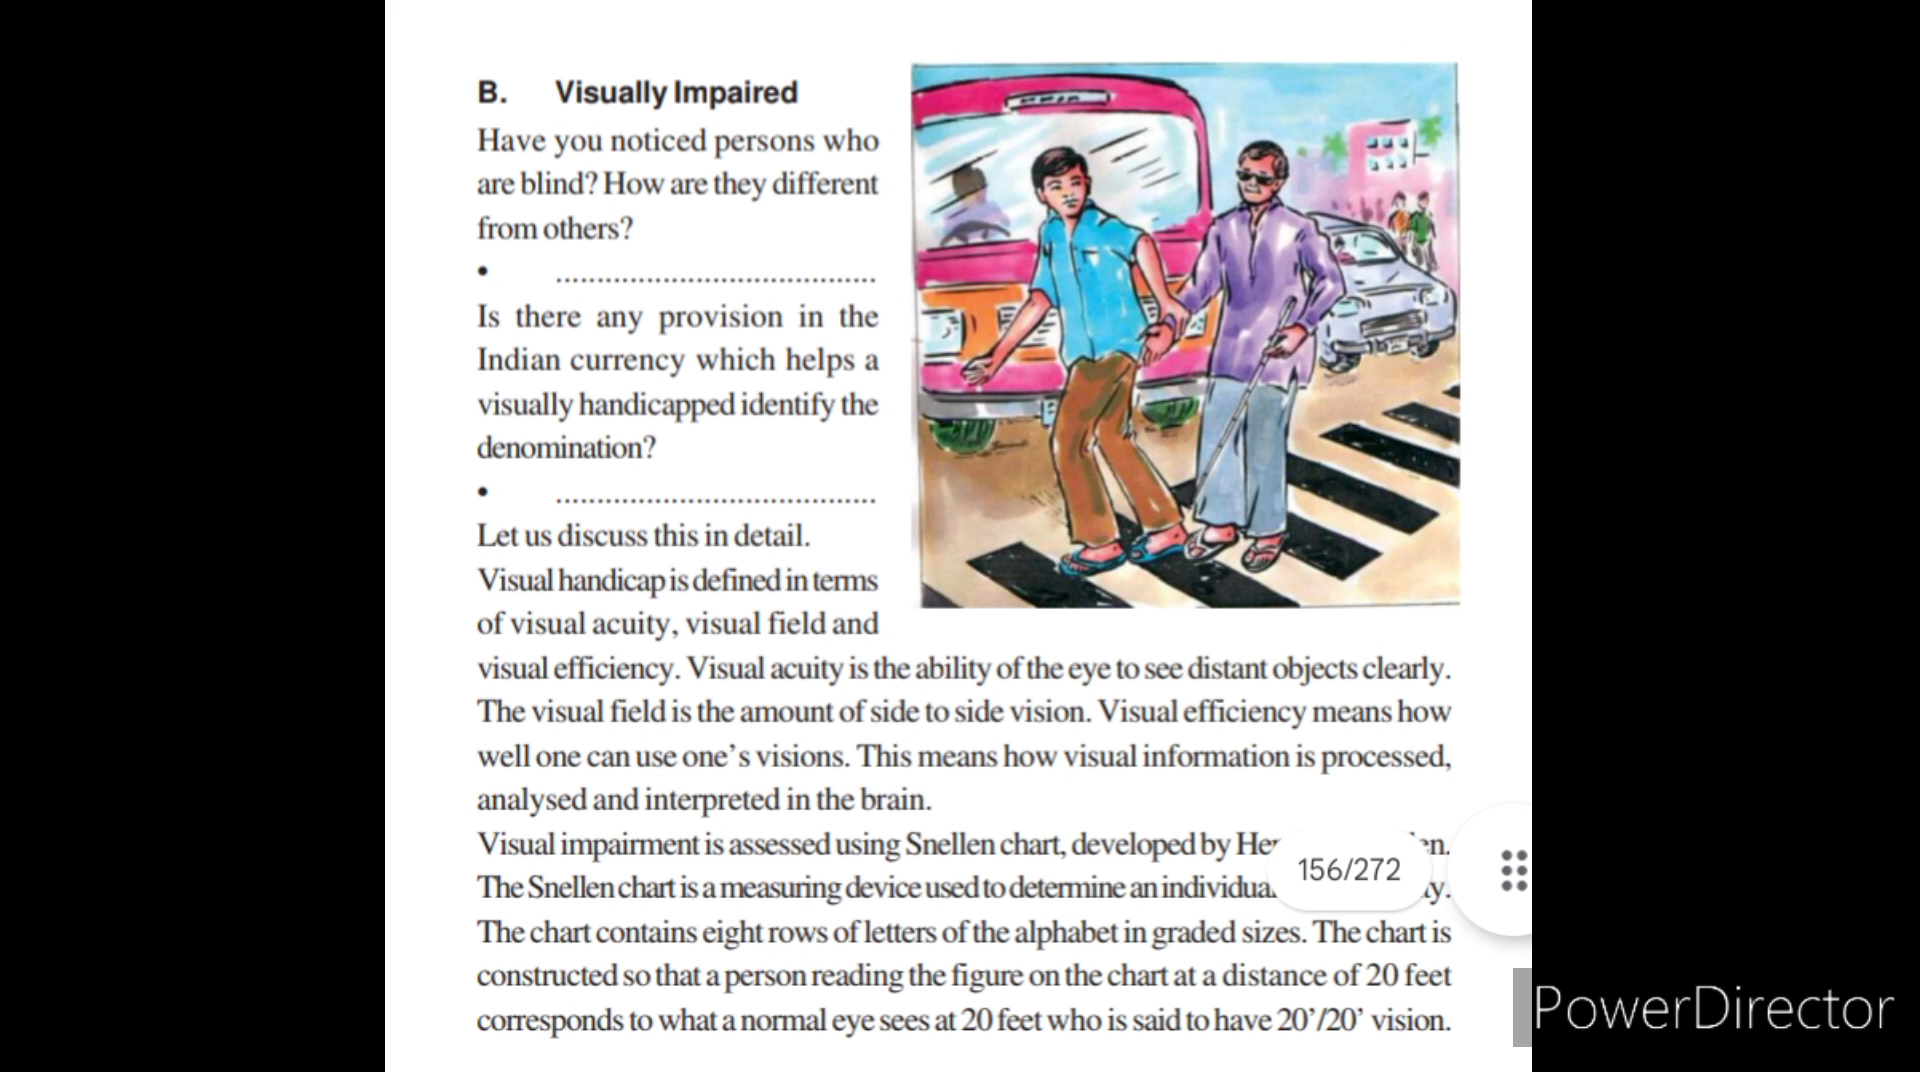 B. Visually Impaired
Have you noticed persons who
are blind? How are they different
from others?
• ........................................
Is there any provision in the
Indian currency which helps a
visually handicapped identify the
denomination?
• ........................................
Let us discuss this in detail.
Visual handicap is defined in terms
of visual acuity, visual field and
visual efficiency. Visual acuity is the ability of the eye to see distant objects clearly.
The visual field is the amount of side to side vision. Visual efficiency means how
well one can use one's visions. This means how visual information is processed,
analysed and interpreted in the brain.
Visual impairment is assessed using Snellen chart, developed by
The Snellen chart is a measuring device used to determine an
The chart contains eight rows of letters of the alphabet in graded sizes. The chart is
constructed so that a person reading the figure on the chart at a distance of 20 feet
corresponds to what a normal eye sees at 20 feet who is said to have 20’/20’ vision.
156/272
PowerDirector